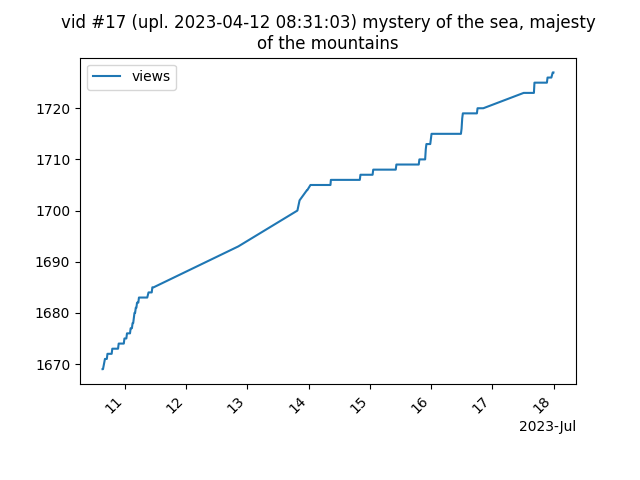 vid #17 (upl. 2023-04-12 08:31:03) mystery of the sea, majesty
of the mountains
views
1720
1710
1700
1690
1680
1670
11 12 13 14 15 16 17 18
2023-Jul